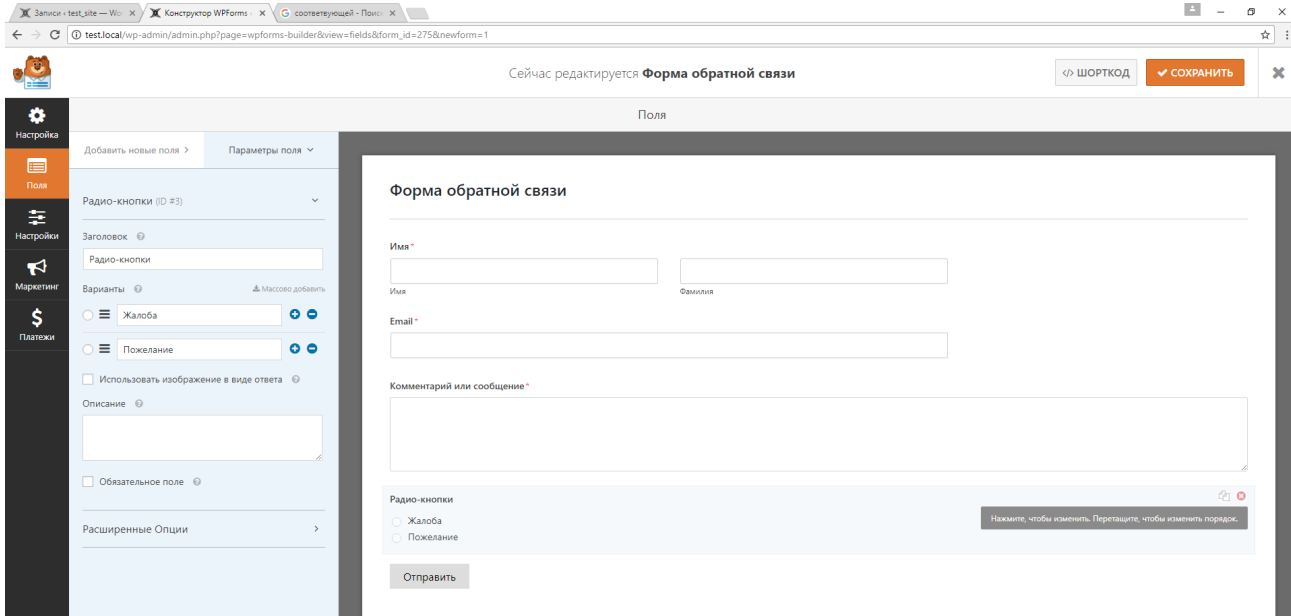 Записи ‹ test_site — Wo
Конструктор WPForms ‹
соответвующей - Поис
test.local/wp-admin/admin.php?page=wpforms-builder&view=fields&form_id=275&newform=1
Сейчас редактируется Форма обратной связи
</> ШОРТКОД
СОХРАНИТЬ
Настройка
Поля
Настройки
Маркетинг
Платежи
Поля
Добавить новые поля
Параметры поля
Радио-кнопки (ID #3)
Заголовок
Радио-кнопки
Варианты
Массово добавить
Жалоба
Пожелание
Использовать изображение в виде ответа
Описание
Обязательное поле
Расширенные Опции
Форма обратной связи
Имя *
Имя
Фамилия
Email *
Комментарий или сообщение *
Радио-кнопки
Жалоба
Пожелание
Нажмите, чтобы изменить. Перетащите, чтобы изменить порядок.
Отправить